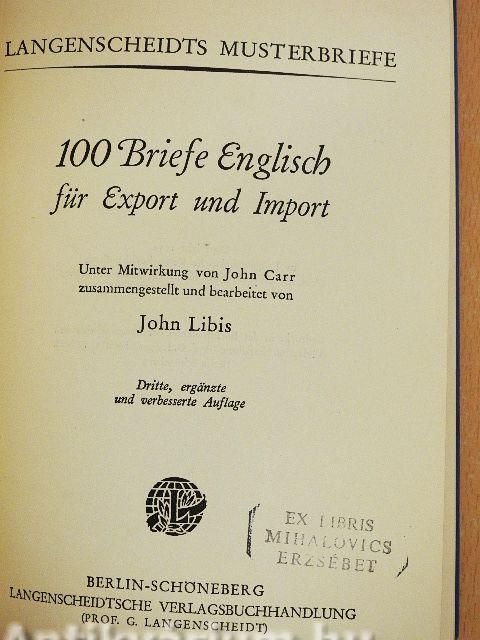 LANGENSCHEIDTS MUSTERBRIEFE
100 Briefe Englisch
für Export und Import
Unter Mitwirkung von John Carr
zusammengestellt und bearbeitet von
John Libis
Dritte, ergänzte
und verbesserte Auflage
L
EX LIBRIS
MIHALOVICS
ERZSÉBET
BERLIN-SCHÖNEBERG
LANGENSCHEIDTSCHE VERLAGSBUCHHANDLUNG
(PROF. G. LANGENSCHEIDT)